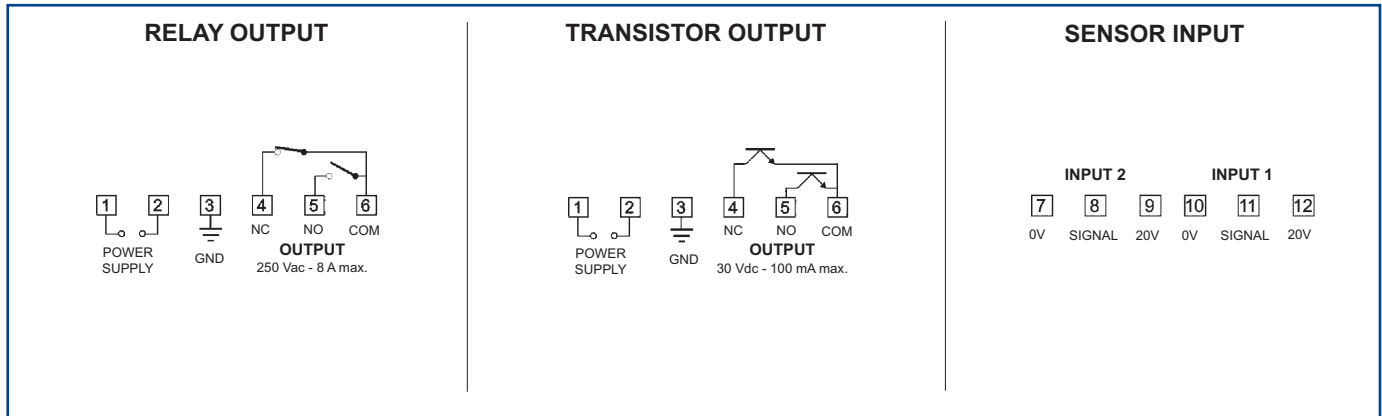 RELAY OUTPUT
1 2 3 4 5 6
NC NO COM
POWER
SUPPLY
GND
OUTPUT
250 Vac - 8 A max.
TRANSISTOR OUTPUT
1 2 3 4 5 6
NC NO COM
POWER
SUPPLY
GND
OUTPUT
30 Vdc - 100 mA max.
SENSOR INPUT
INPUT 2 INPUT 1
7 8 9 10 11 12
0V SIGNAL 20V 0V SIGNAL 20V